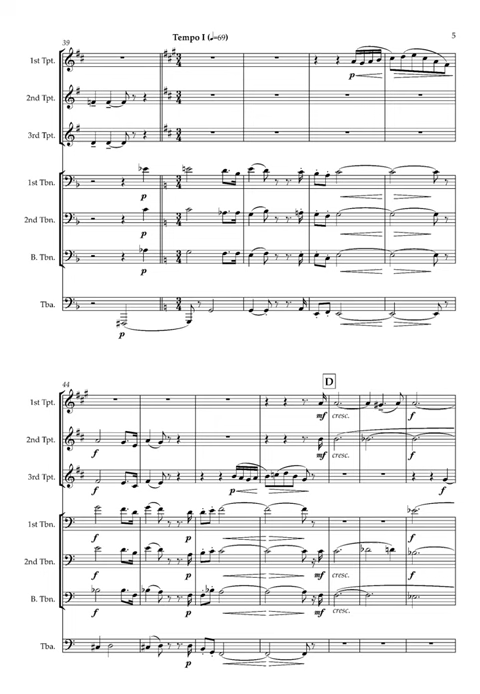 Tempo I (♩=69)
5
39
1st Tpt.
p
2nd Tpt.
3rd Tpt.
1st Tbn.
p
2nd Tbn.
p
B. Tbn.
p
Tba.
p
D
44
1st Tpt.
mf cresc. f
2nd Tpt.
f mf cresc.
3rd Tpt.
f p f
1st Tbn.
f
2nd Tbn.
f mf cresc.
B. Tbn.
f mf cresc.
Tba.
p